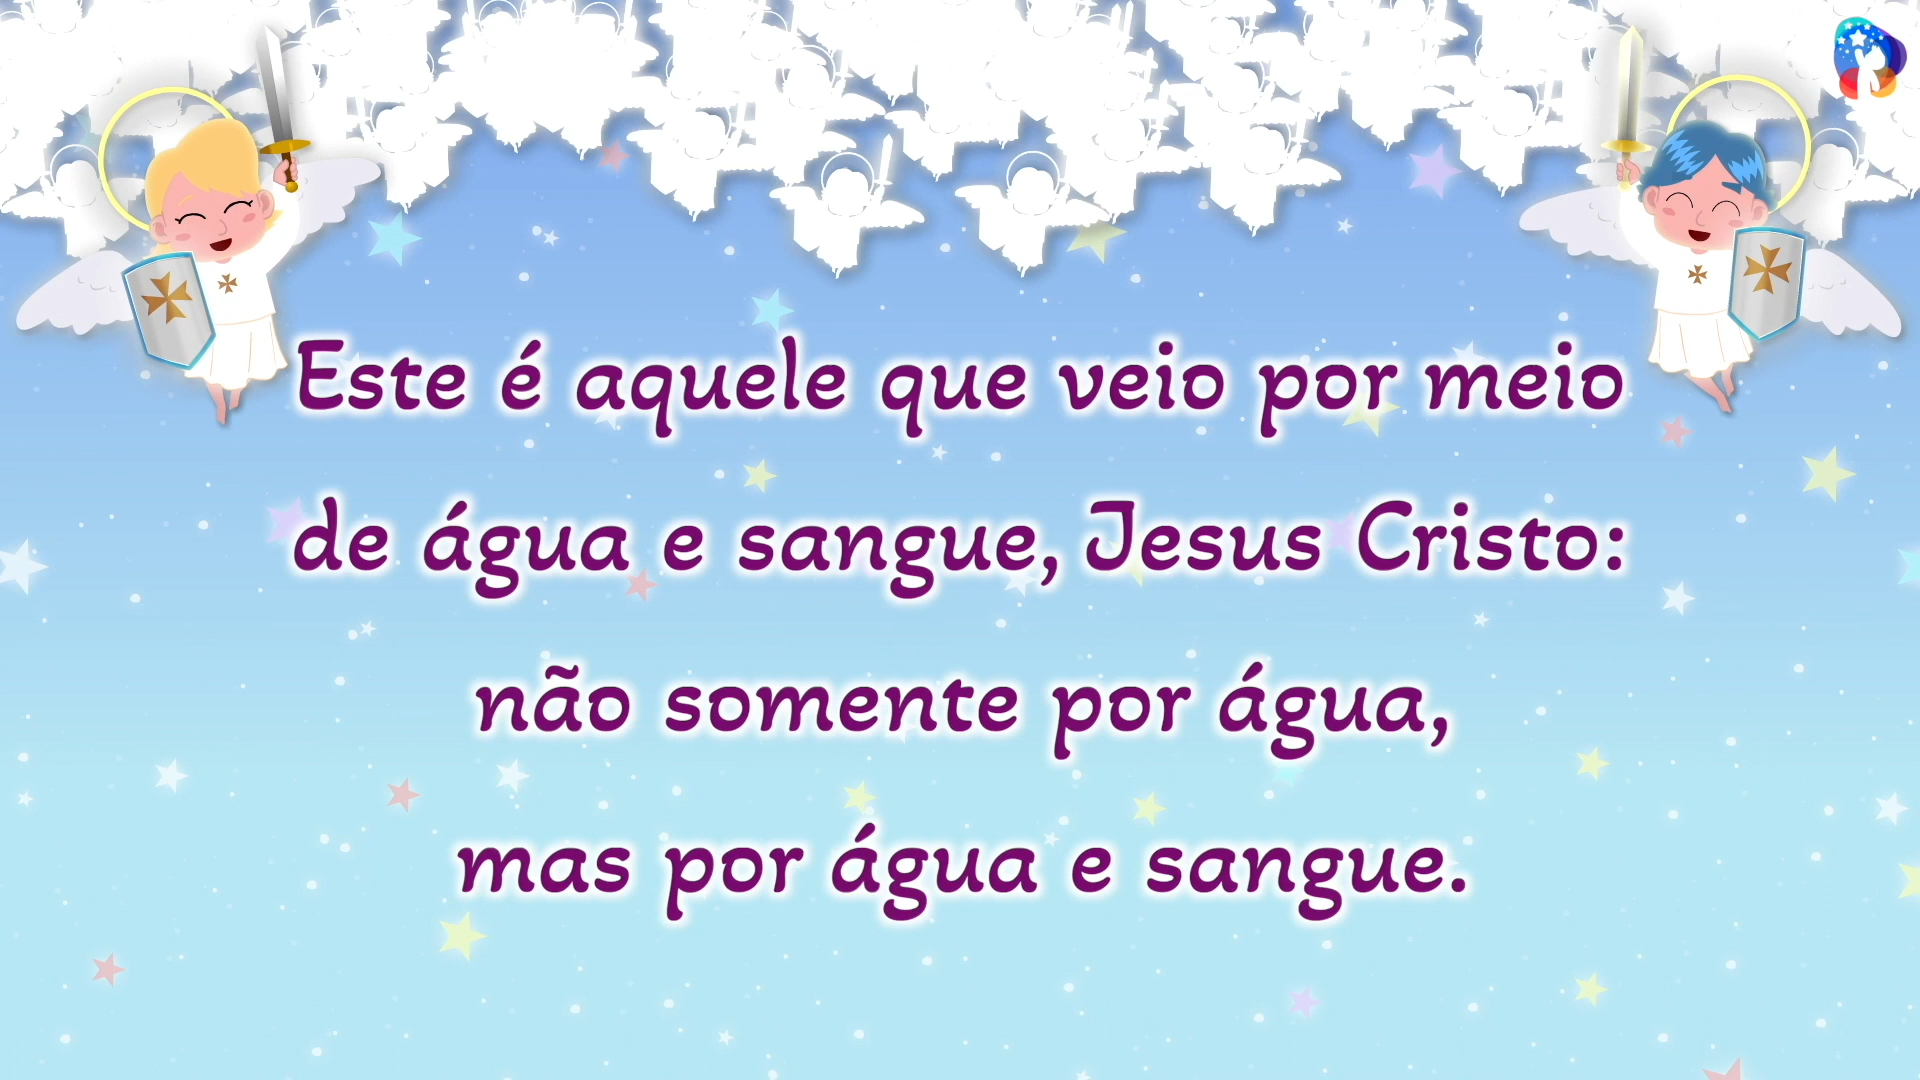 Este é aquele que veio por meio
de água e sangue, Jesus Cristo:
não somente por água,
mas por água e sangue.